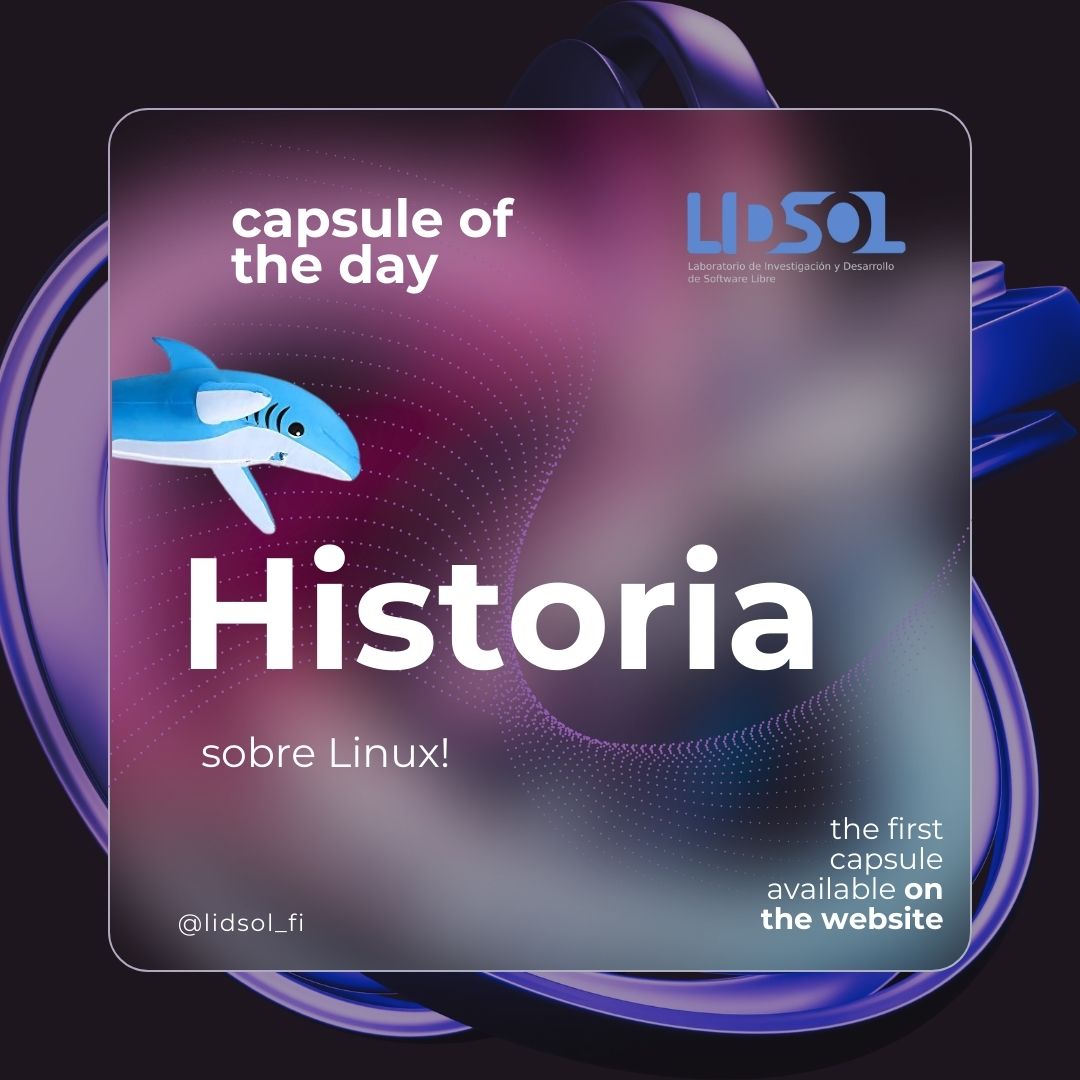 capsule of
the day
LIDSOL
Laboratorio de Investigación y Desarrollo
de Software Libre
Historia
sobre Linux!
the first
capsule
available on
the website
@lidsol_fi